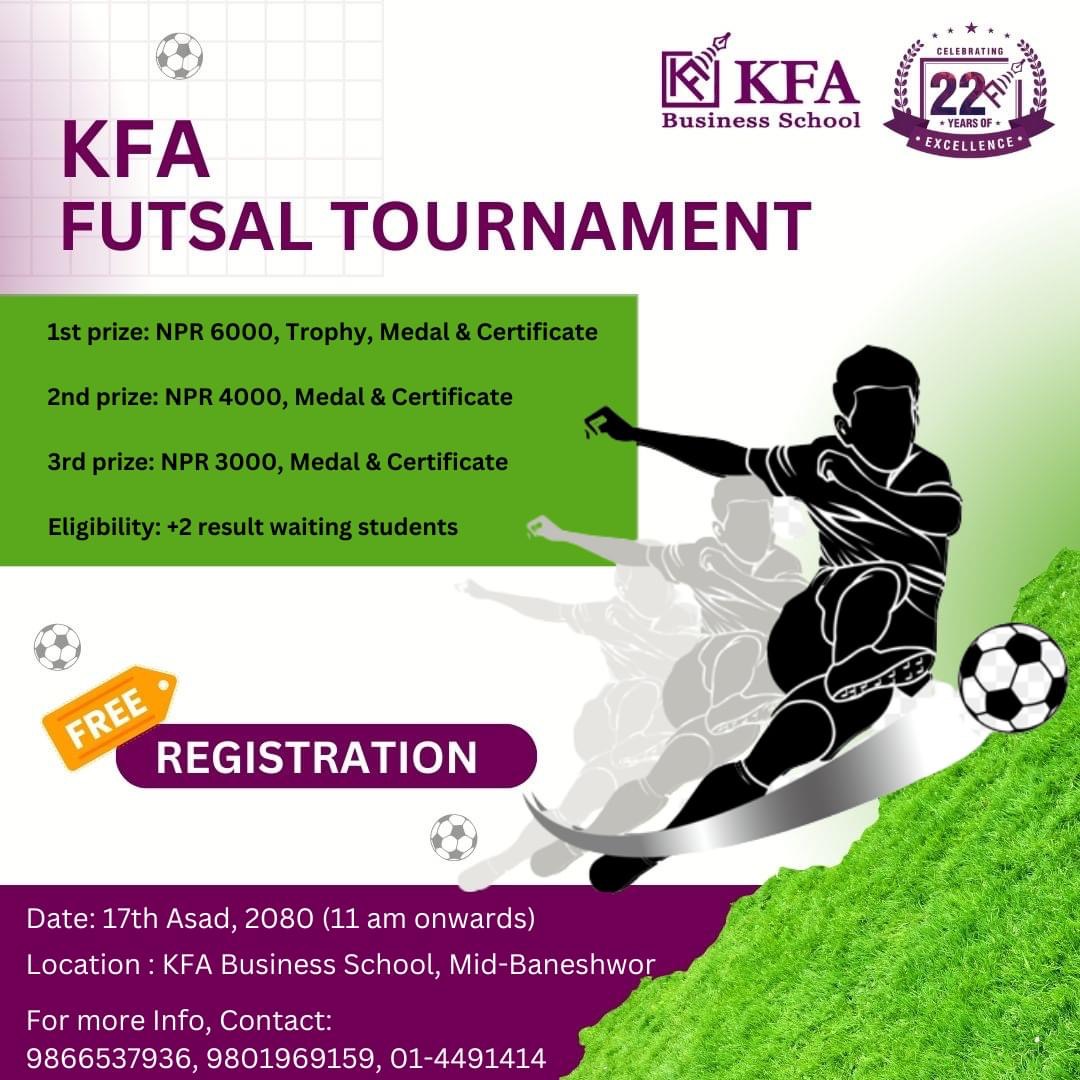 KFA
Business School
CELEBRATING
22
YEARS OF
EXCELLENCE
KFA
FUTSAL TOURNAMENT
1st prize: NPR 6000, Trophy, Medal & Certificate
2nd prize: NPR 4000, Medal & Certificate
3rd prize: NPR 3000, Medal & Certificate
Eligibility: +2 result waiting students
FREE
REGISTRATION
Date: 17th Asad, 2080 (11 am onwards)
Location : KFA Business School, Mid-Baneshwor
For more Info, Contact:
9866537936, 9801969159, 01-4491414